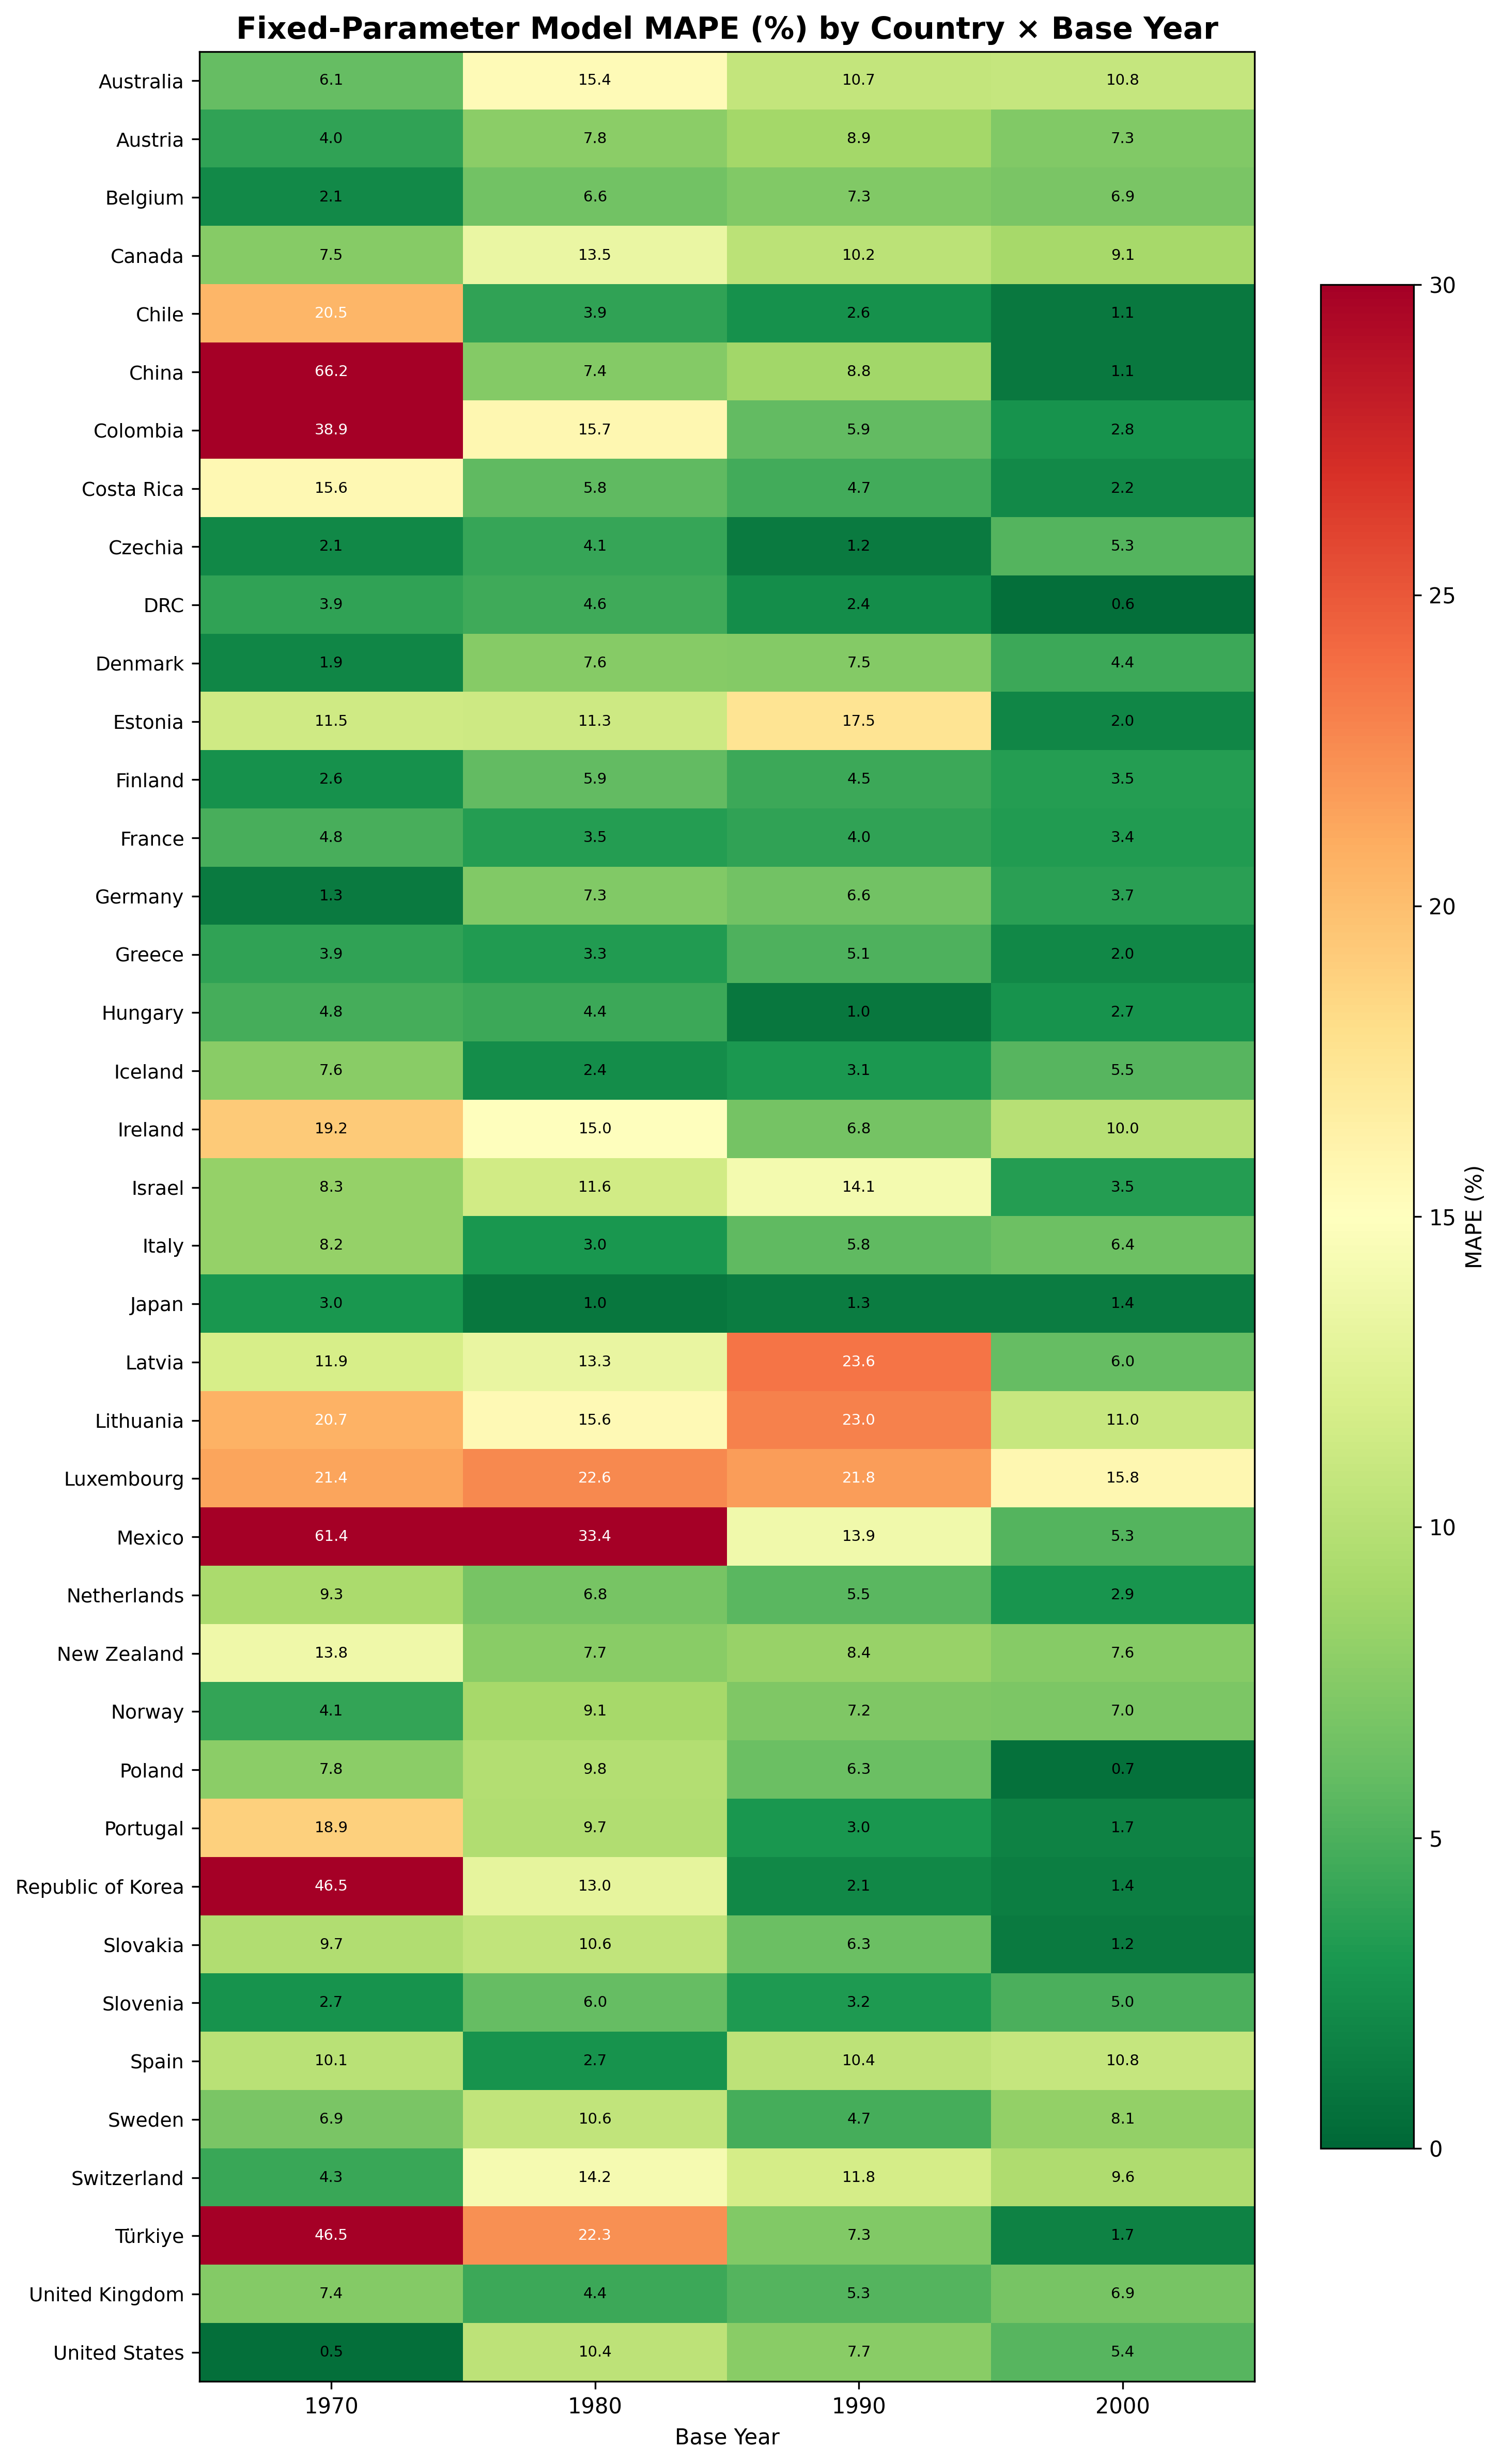 Fixed-Parameter Model MAPE (%) by Country × Base Year
Australia 6.1 15.4 10.7 10.8
Austria 4.0 7.8 8.9 7.3
Belgium 2.1 6.6 7.3 6.9
Canada 7.5 13.5 10.2 9.1
Chile 20.5 3.9 2.6 1.1
China 66.2 7.4 8.8 1.1
Colombia 38.9 15.7 5.9 2.8
Costa Rica 15.6 5.8 4.7 2.2
Czechia 2.1 4.1 1.2 5.3
DRC 3.9 4.6 2.4 0.6
Denmark 1.9 7.6 7.5 4.4
Estonia 11.5 11.3 17.5 2.0
Finland 2.6 5.9 4.5 3.5
France 4.8 3.5 4.0 3.4
Germany 1.3 7.3 6.6 3.7
Greece 3.9 3.3 5.1 2.0
Hungary 4.8 4.4 1.0 2.7
Iceland 7.6 2.4 3.1 5.5
Ireland 19.2 15.0 6.8 10.0
Israel 8.3 11.6 14.1 3.5
Italy 8.2 3.0 5.8 6.4
Japan 3.0 1.0 1.3 1.4
Latvia 11.9 13.3 23.6 6.0
Lithuania 20.7 15.6 23.0 11.0
Luxembourg 21.4 22.6 21.8 15.8
Mexico 61.4 33.4 13.9 5.3
Netherlands 9.3 6.8 5.5 2.9
New Zealand 13.8 7.7 8.4 7.6
Norway 4.1 9.1 7.2 7.0
Poland 7.8 9.8 6.3 0.7
Portugal 18.9 9.7 3.0 1.7
Republic of Korea 46.5 13.0 2.1 1.4
Slovakia 9.7 10.6 6.3 1.2
Slovenia 2.7 6.0 3.2 5.0
Spain 10.1 2.7 10.4 10.8
Sweden 6.9 10.6 4.7 8.1
Switzerland 4.3 14.2 11.8 9.6
Türkiye 46.5 22.3 7.3 1.7
United Kingdom 7.4 4.4 5.3 6.9
United States 0.5 10.4 7.7 5.4
1970 1980 1990 2000
Base Year
30
25
20
15
10
5
0
MAPE (%)